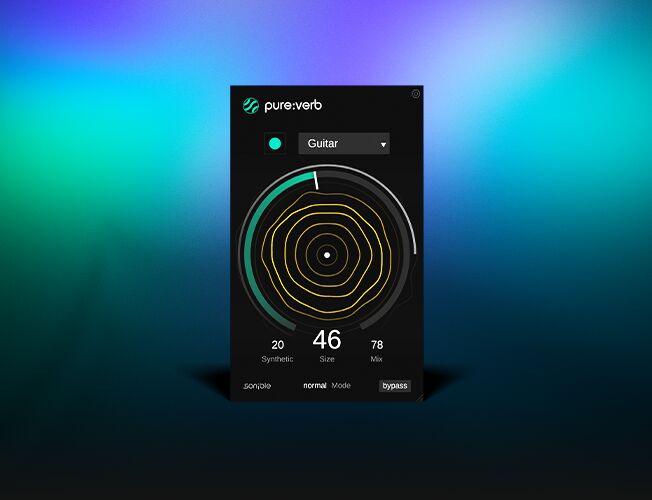 pure:verb
Guitar
20 46 78
Synthetic Size Mix
sonible normal Mode bypass